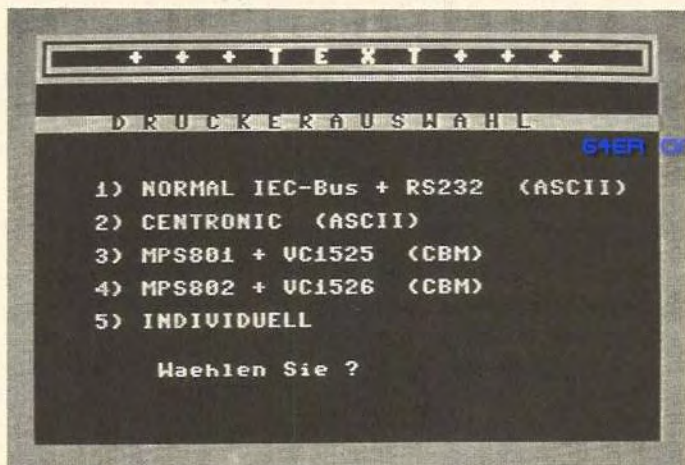 + + + T E X T + + +
D R U C K E R A U S W A H L
64ER
1) NORMAL IEC-Bus + RS232 (ASCII)
2) CENTRONIC (ASCII)
3) MPS801 + VC1525 (CBM)
4) MPS802 + VC1526 (CBM)
5) INDIVIDUELL
Waehlen Sie ?